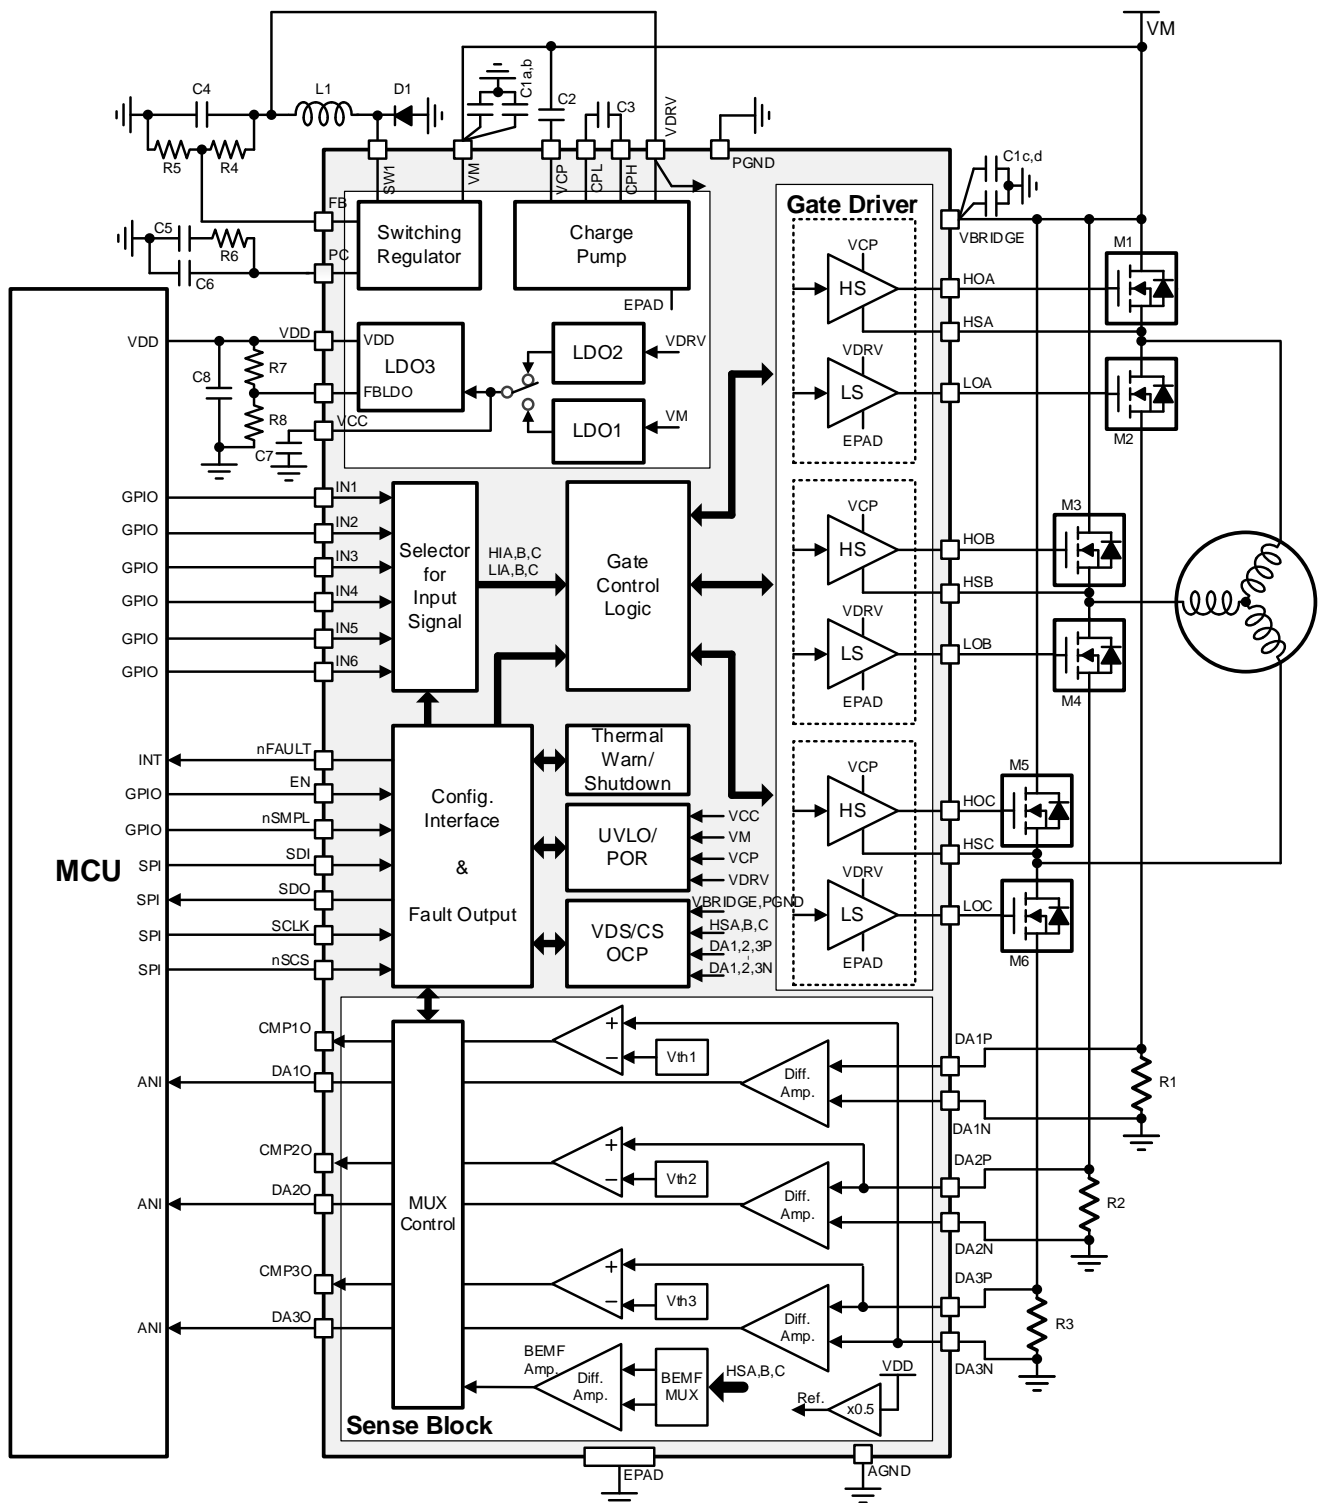 VM
C4
L1
D1
C1a,b
C2
C3
VDRV
R5
R4
SW1
VM
VCP
CPL
CPH
PGND
C1c,d
FB
Switching
Regulator
Charge
Pump
Gate Driver
VBRIDGE
C5
R6
PC
C6
EPAD
VCP
HS
HOA
M1
HSA
VDD
VDD
VDD
LDO3
FBLDO
LDO2
VDRV
VDRV
LS
EPAD
LOA
M2
C8
R7
R8
VCC
C7
LDO1
VM
GPIO
IN1
GPIO
IN2
GPIO
IN3
GPIO
IN4
GPIO
IN5
GPIO
IN6
Selector
for
Input
Signal
HIA,B,C
LIA,B,C
Gate
Control
Logic
VCP
HS
HOB
M3
HSB
VDRV
LS
EPAD
LOB
M4
MCU
INT
nFAULT
GPIO
EN
GPIO
nSMPL
SPI
SDI
SPI
SDO
SPI
SCLK
SPI
nSCS
Config.
Interface
&
Fault Output
Thermal
Warn/
Shutdown
UVLO/
POR
VCC
VM
VCP
VDRV
VDS/CS
OCP
VBRIDGE,PGND
HSA,B,C
DA1,2,3P
DA1,2,3N
VCP
HS
HOC
M5
HSC
VDRV
LS
EPAD
LOC
M6
CMP1O
+
−
Vth1
DA1P
ANI
DA1O
Diff.
Amp.
DA1N
R1
CMP2O
+
−
Vth2
DA2P
ANI
DA2O
Diff.
Amp.
DA2N
R2
MUX
Control
CMP3O
+
−
Vth3
DA3P
ANI
DA3O
Diff.
Amp.
DA3N
R3
BEMF
Amp.
Diff.
Amp.
BEMF
MUX
HSA,B,C
VDD
Ref.
x0.5
Sense Block
EPAD
AGND